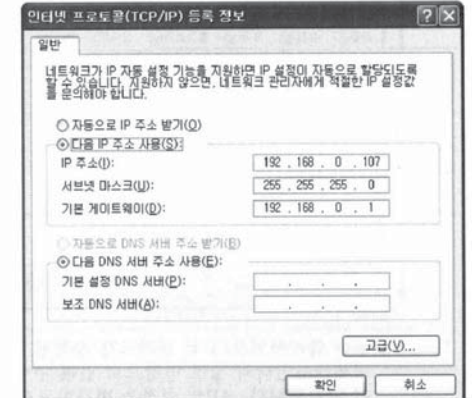 인터넷 프로토콜(TCP/IP) 등록 정보
일반
네트워크가 IP 자동 설정 기능을 지원하면 IP 설정이 자동으로 할당되도록
할 수 있습니다. 지원하지 않으면, 네트워크 관리자에게 적절한 IP 설정값
을 문의해야 합니다.
자동으로 IP 주소 받기(O)
다음 IP 주소 사용(S):
IP 주소(I): 192 . 168 . 0 . 107
서브넷 마스크(U): 255 . 255 . 255 . 0
기본 게이트웨이(D): 192 . 168 . 0 . 1
자동으로 DNS 서버 주소 받기(B)
다음 DNS 서버 주소 사용(E):
기본 설정 DNS 서버(P): . . .
보조 DNS 서버(A): . . .
고급(V)...
확인 취소